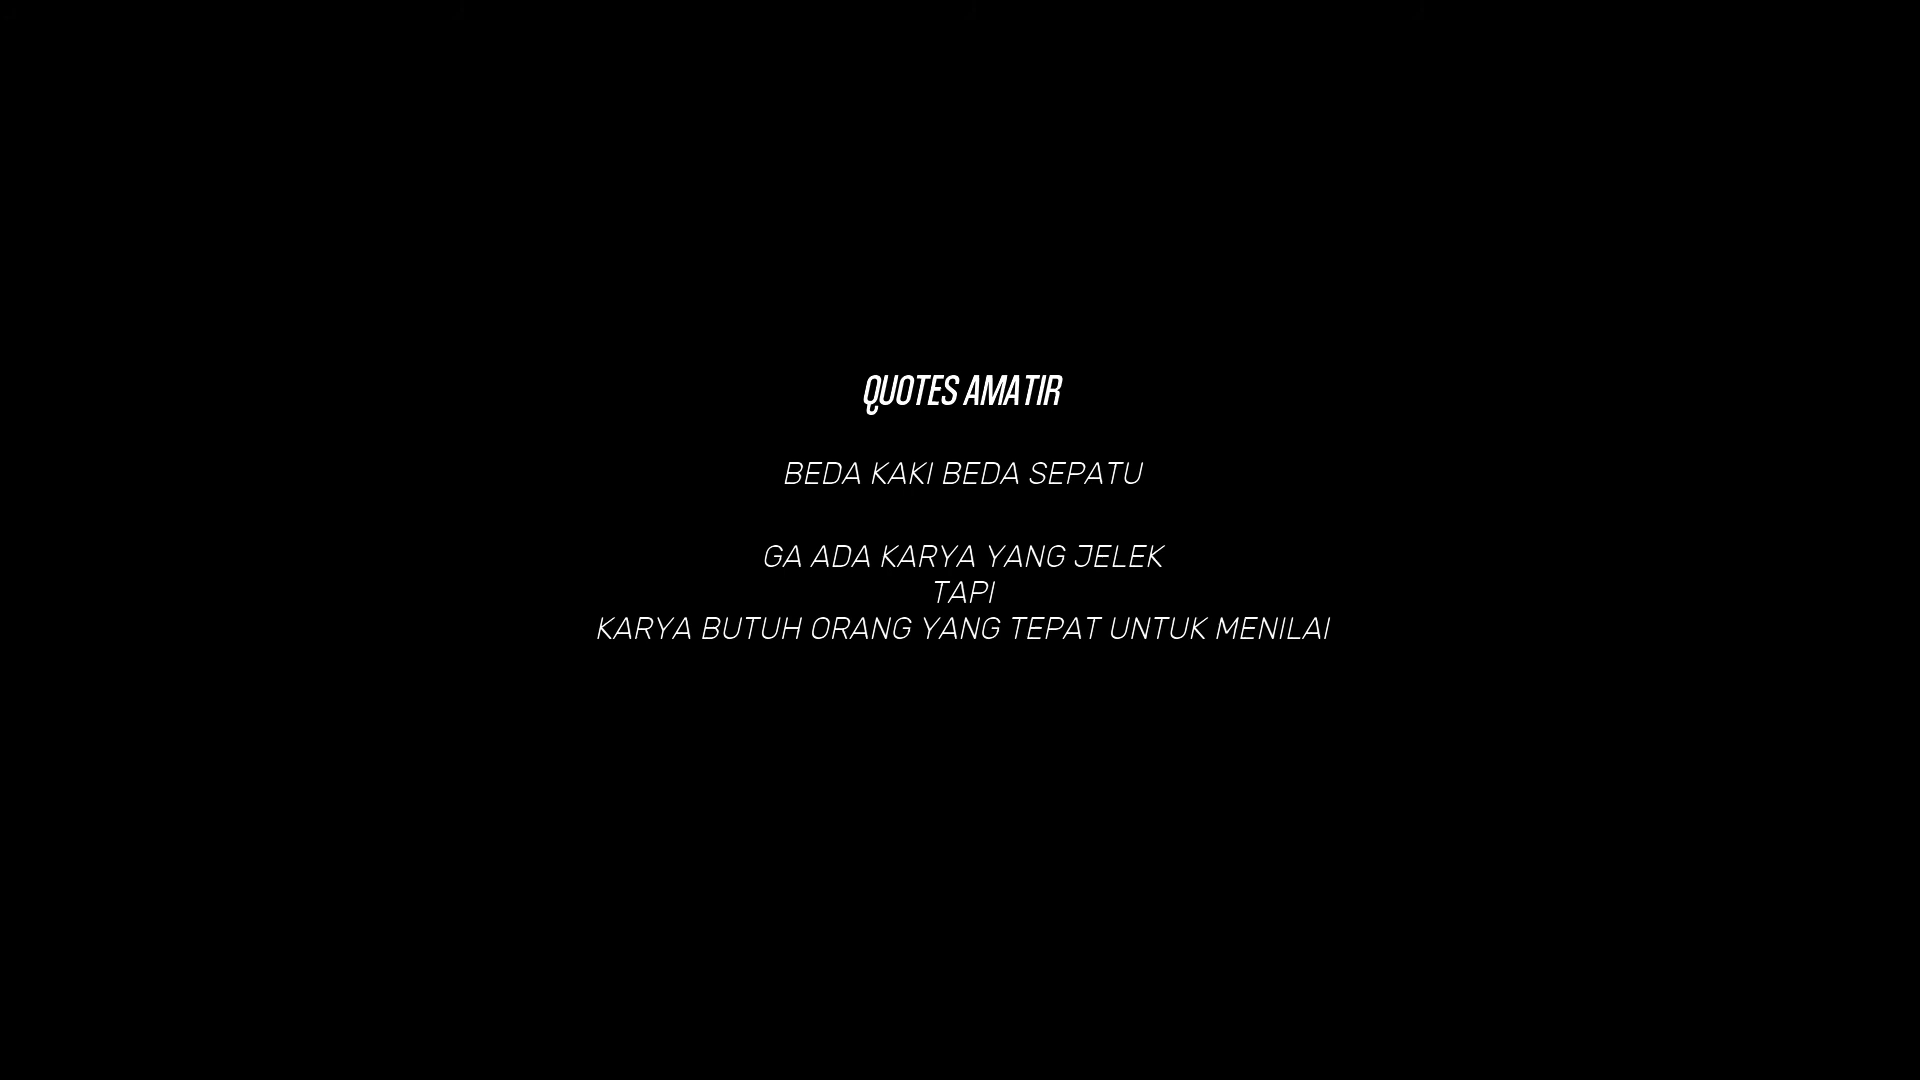 QUOTES AMATIR
BEDA KAKI BEDA SEPATU
GA ADA KARYA YANG JELEK
TAPI
KARYA BUTUH ORANG YANG TEPAT UNTUK MENILAI